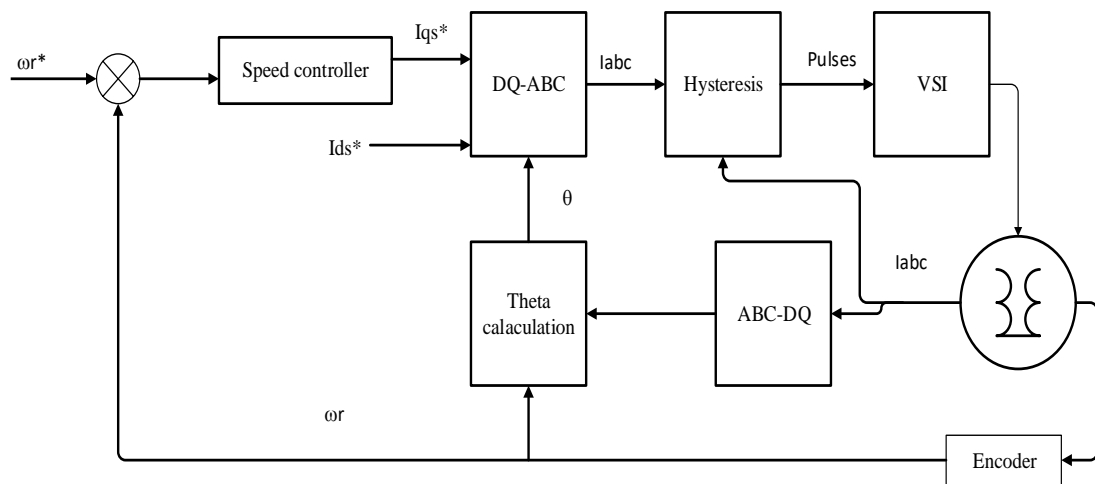 Iqs*
ωr*
Speed controller
DQ-ABC
Iabc
Hysteresis
Pulses
VSI
Ids*
θ
Iabc
Theta
calaculation
ABC-DQ
ωr
Encoder